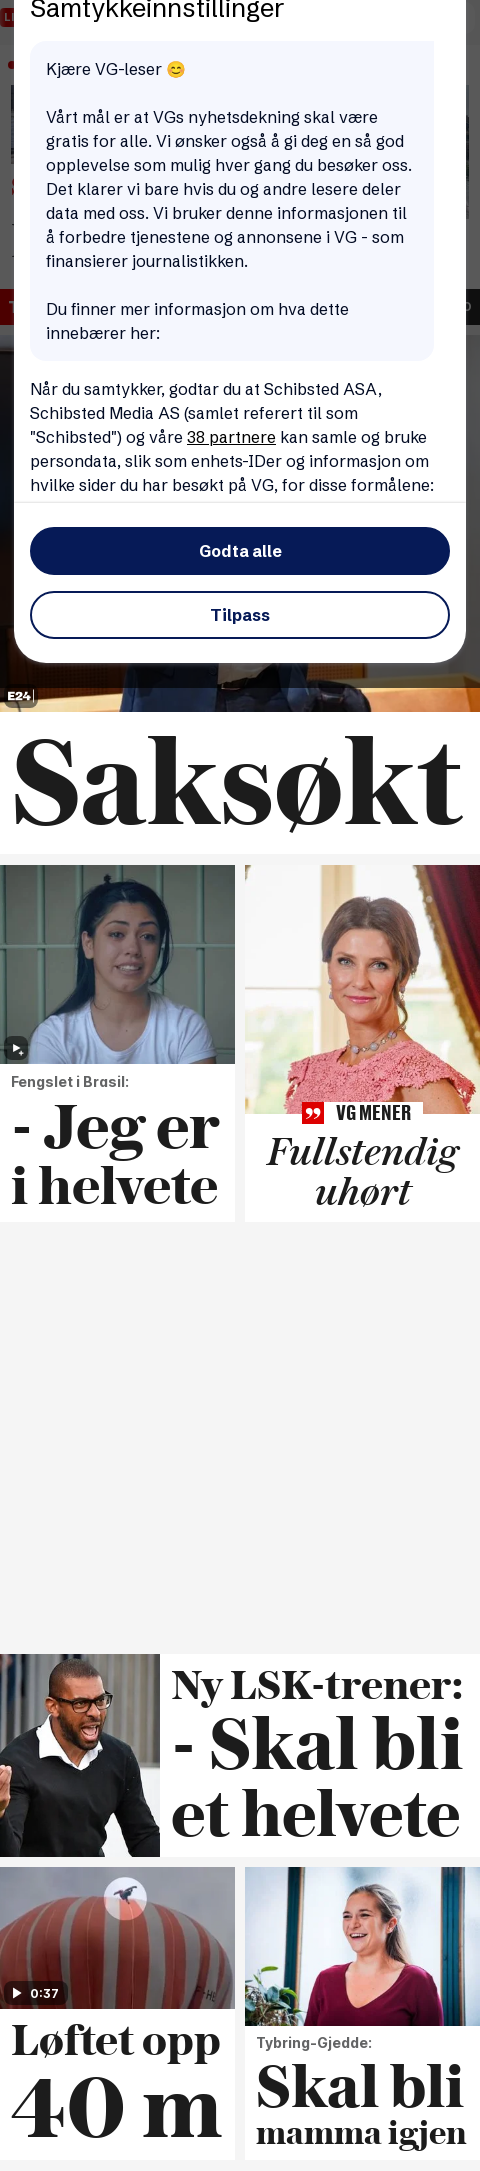 Samtykkeinnstillinger
Kjære VG-leser 😊
Vårt mål er at VGs nyhetsdekning skal være
gratis for alle. Vi ønsker også å gi deg en så god
opplevelse som mulig hver gang du besøker oss.
Det klarer vi bare hvis du og andre lesere deler
data med oss. Vi bruker denne informasjonen til
å forbedre tjenestene og annonsene i VG - som
finansierer journalistikken.
Du finner mer informasjon om hva dette
innebærer her:
Når du samtykker, godtar du at Schibsted ASA,
Schibsted Media AS (samlet referert til som
"Schibsted") og våre 38 partnere kan samle og bruke
persondata, slik som enhets-IDer og informasjon om
hvilke sider du har besøkt på VG, for disse formålene:
Godta alle
Tilpass
E24
Saksøkt
Fengslet i Brasil:
- Jeg er
i helvete
VG MENER
Fullstendig
uhørt
Ny LSK-trener:
- Skal bli
et helvete
0:37
Løftet opp
40 m
Tybring-Gjedde:
Skal bli
mamma igjen